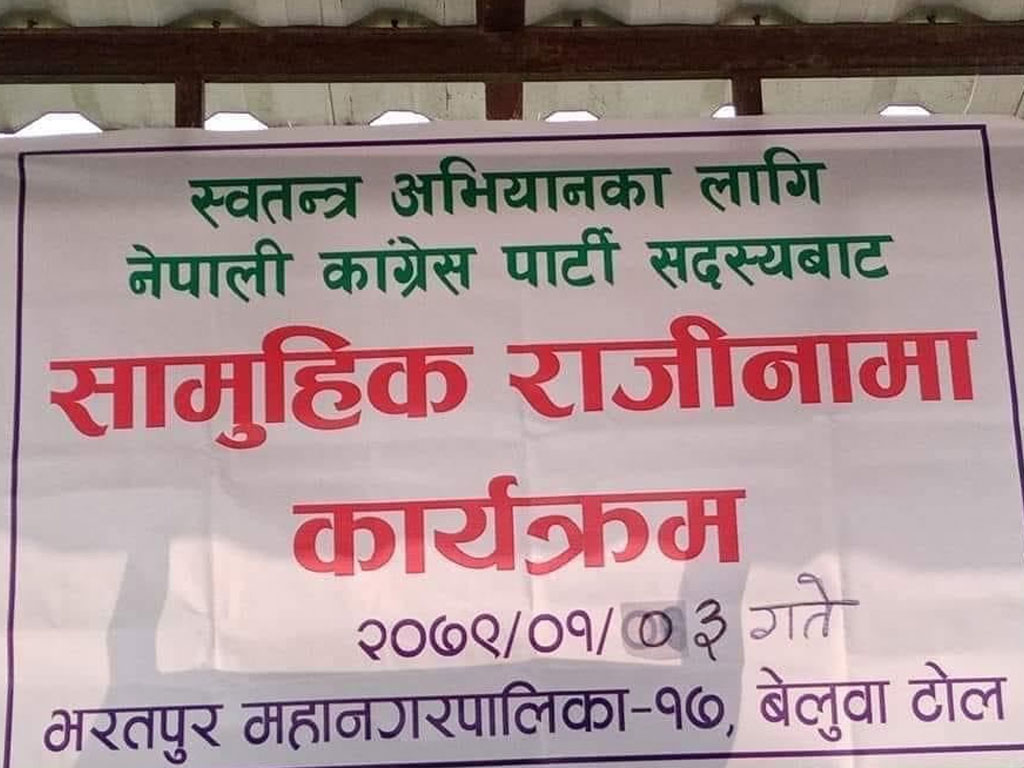 स्वतन्त्र अभियानका लागि
नेपाली कांग्रेस पार्टी सदस्यबाट
सामुहिक राजीनामा
कार्यक्रम
२०७९/०१/०३ गते
भरतपुर महानगरपालिका-१७, बेलुवा टोल